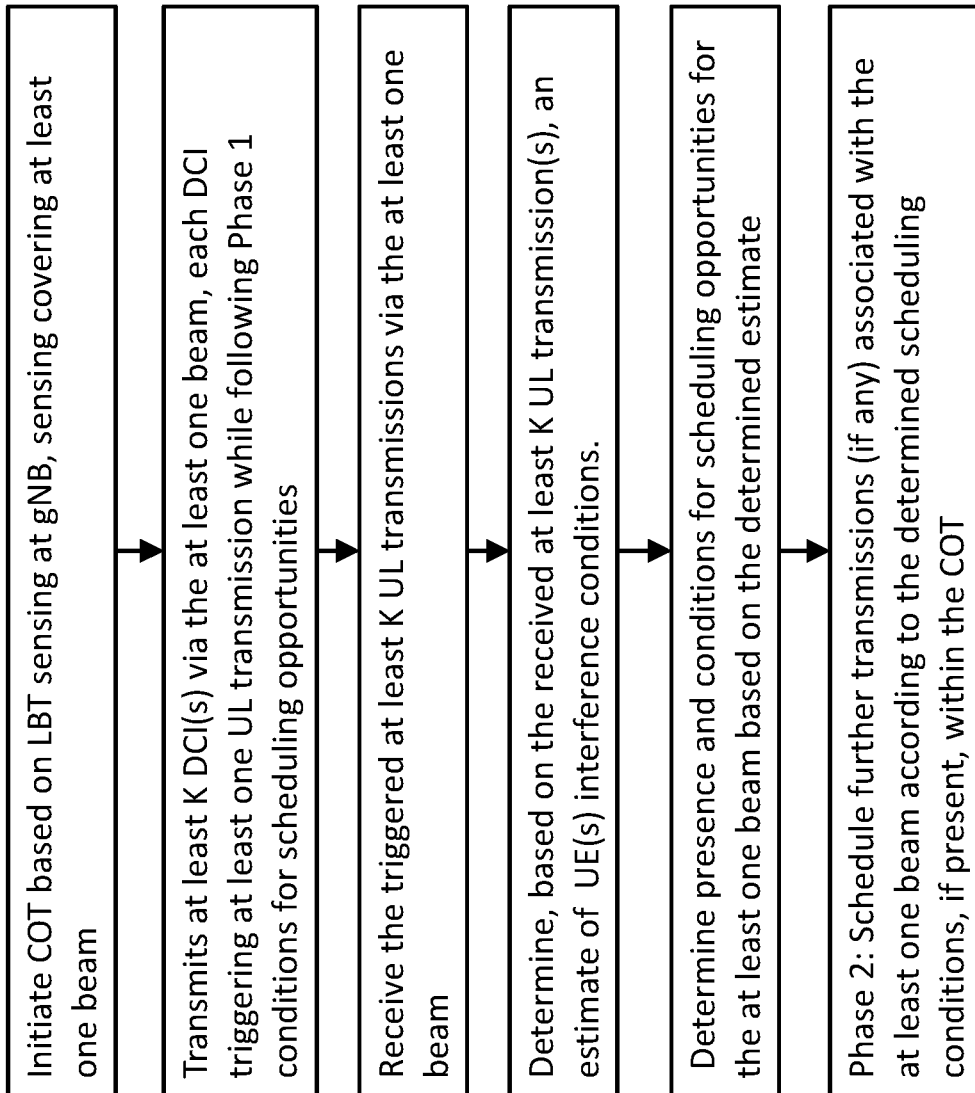 Initiate COT based on LBT sensing at gNB, sensing covering at least
one beam
Transmits at least K DCI(s) via the at least one beam, each DCI
triggering at least one UL transmission while following Phase 1
conditions for scheduling opportunities
Receive the triggered at least K UL transmissions via the at least one
beam
Determine, based on the received at least K UL transmission(s), an
estimate of UE(s) interference conditions.
Determine presence and conditions for scheduling opportunities for
the at least one beam based on the determined estimate
Phase 2: Schedule further transmissions (if any) associated with the
at least one beam according to the determined scheduling
conditions, if present, within the COT